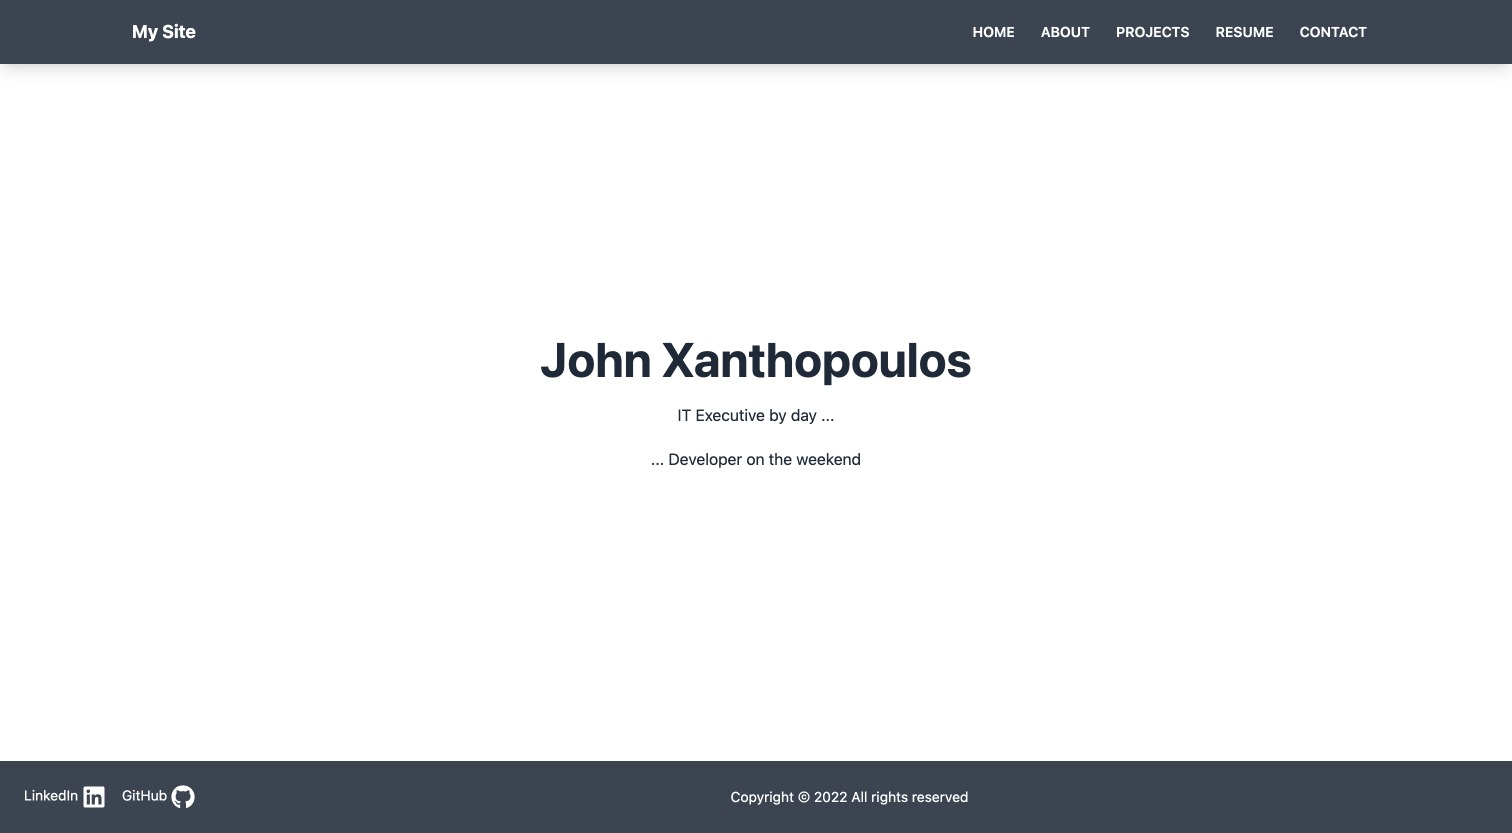 My Site
HOME ABOUT PROJECTS RESUME CONTACT
John Xanthopoulos
IT Executive by day ...
... Developer on the weekend
LinkedIn GitHub
Copyright © 2022 All rights reserved